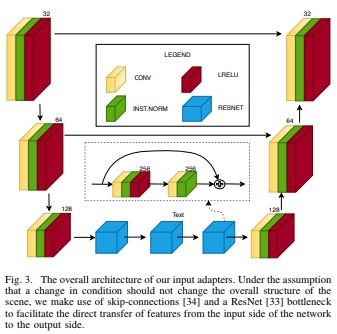 32
32
LEGEND
CONV
LRELU
INST.NORM
RESNET
64
64
256
256
128
Text
128
Fig. 3. The overall architecture of our input adapters. Under the assumption
that a change in condition should not change the overall structure of the
scene, we make use of skip-connections [34] and a ResNet [33] bottleneck
to facilitate the direct transfer of features from the input side of the network
to the output side.